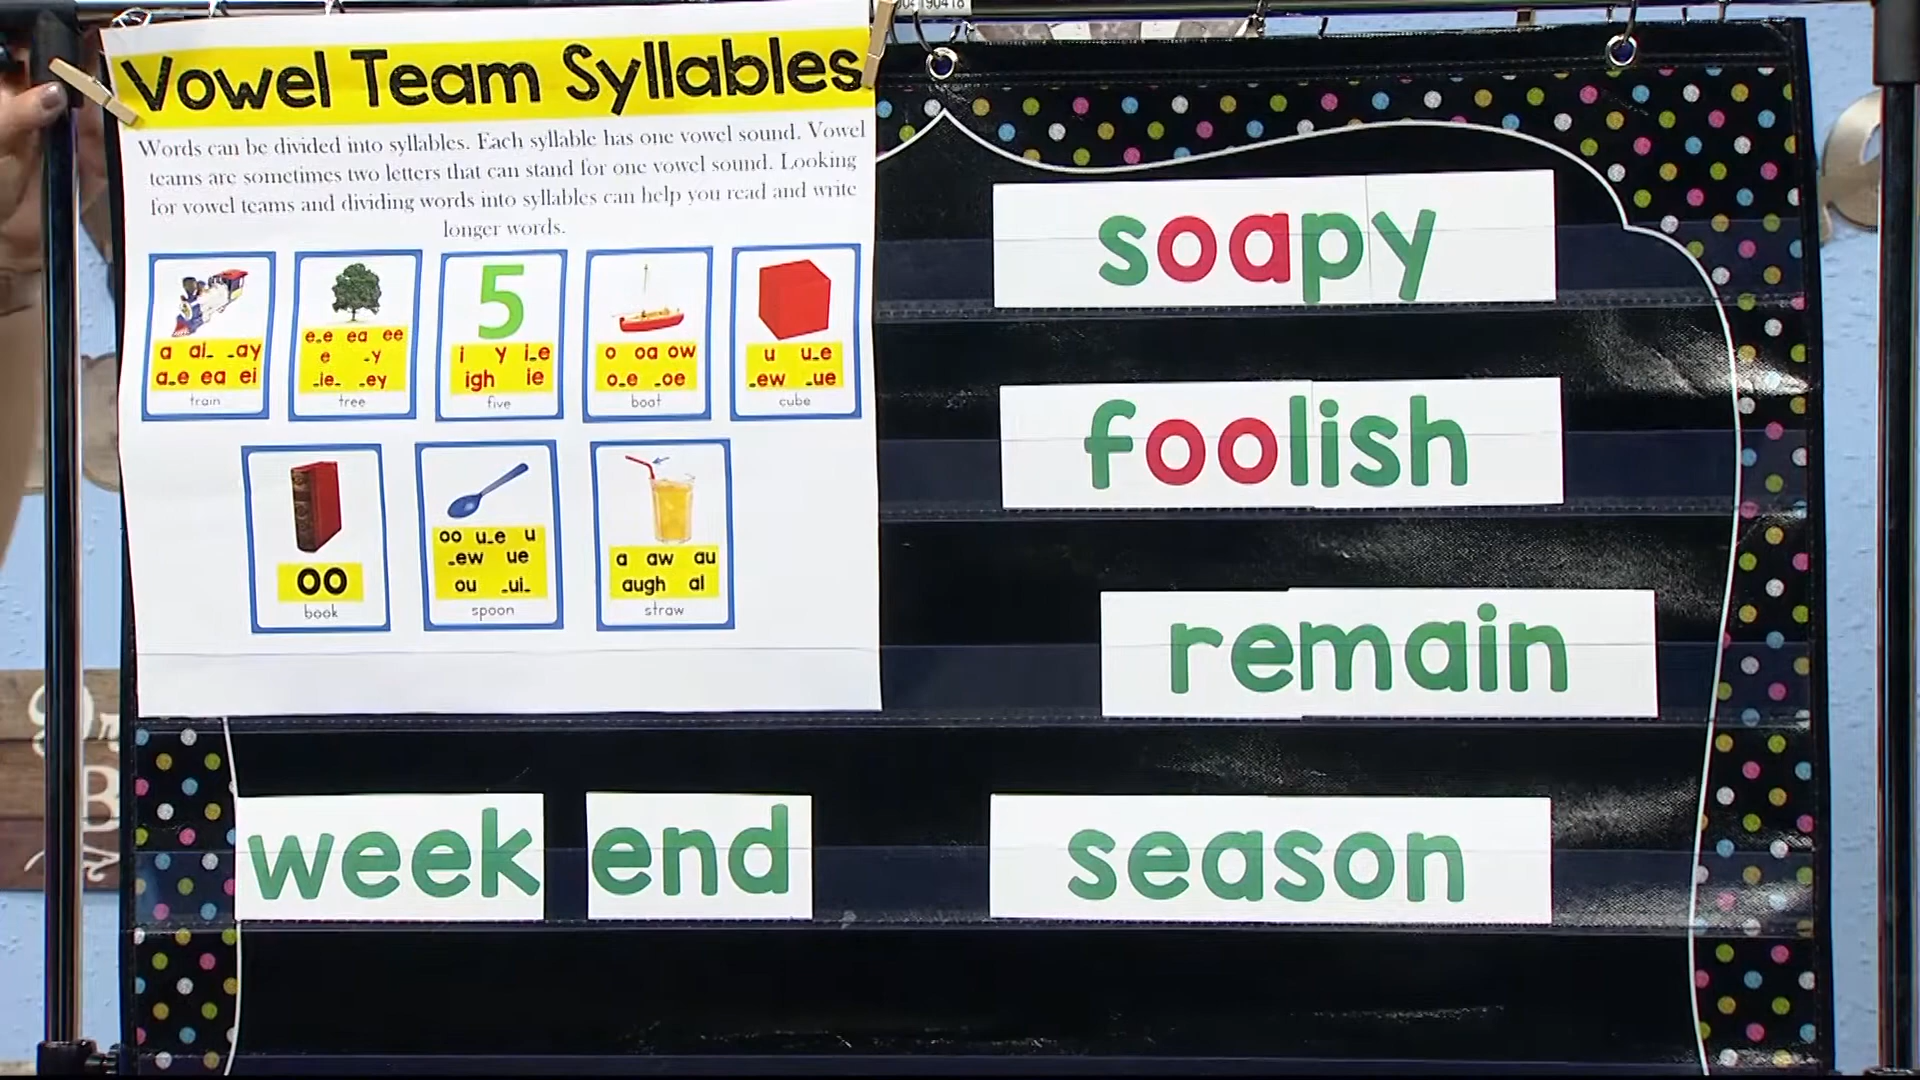 Vowel Team Syllables
Words can be divided into syllables. Each syllable has one vowel sound. Vowel
teams are sometimes two letters that can stand for one vowel sound. Looking
for vowel teams and dividing words into syllables can help you read and write
longer words.
a ai_ _ay
a_e ea ei
train
e_e ea ee
e _y
_ie_ _ey
tree
5
i y i_e
igh ie
five
o oa ow
o_e _oe
boat
u u_e
_ew _ue
cube
oo
book
oo u_e u
_ew ue
ou _ui_
spoon
a aw au
augh al
straw
soapy
foolish
remain
week end
season